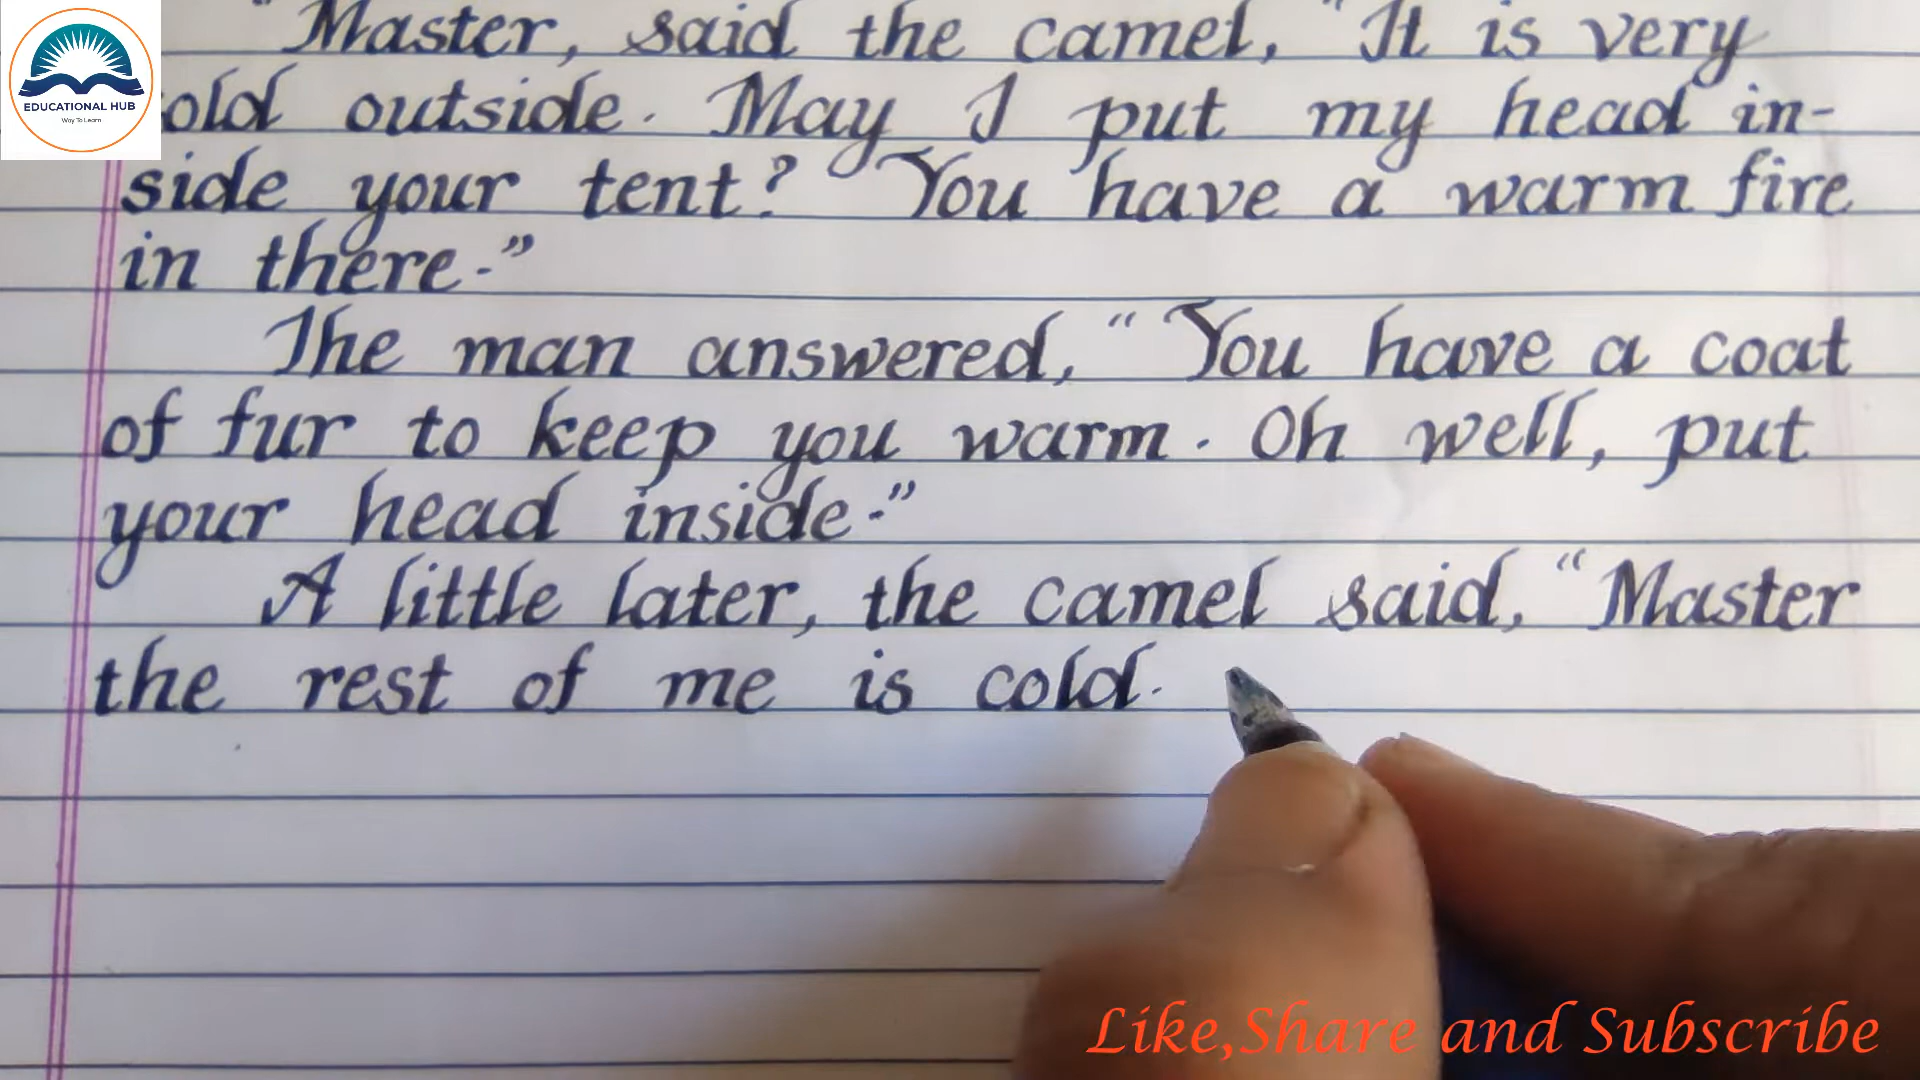 "Master, said the camel, "It is very
EDUCATIONAL HUB
Way To Learn
old outside. May I put my head in-
side your tent? You have a warm fire
in there."
The man answered, "You have a coat
of fur to keep you warm. Oh well, put
your head inside."
A little later, the camel said, "Master
the rest of me is cold.
Like,Share and Subscribe